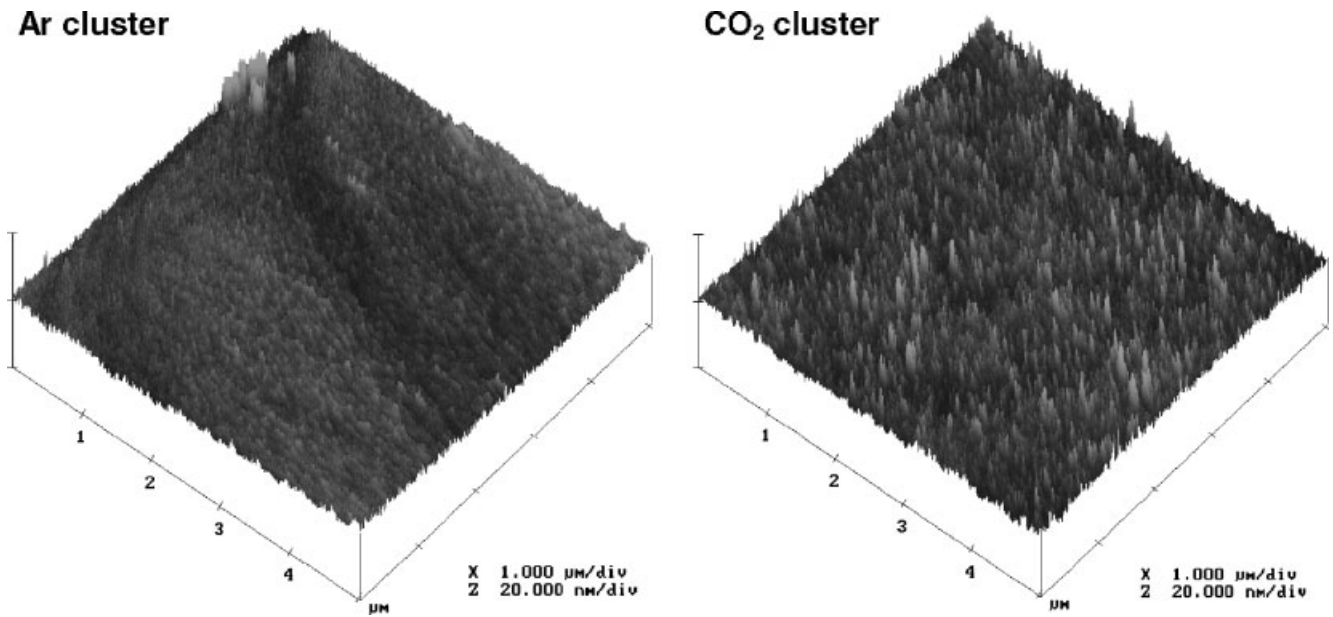 Ar cluster
1
2
3
4
μm
X 1.000 μm/div
Z 20.000 nm/div
CO₂ cluster
1
2
3
4
μm
X 1.000 μm/div
Z 20.000 nm/div